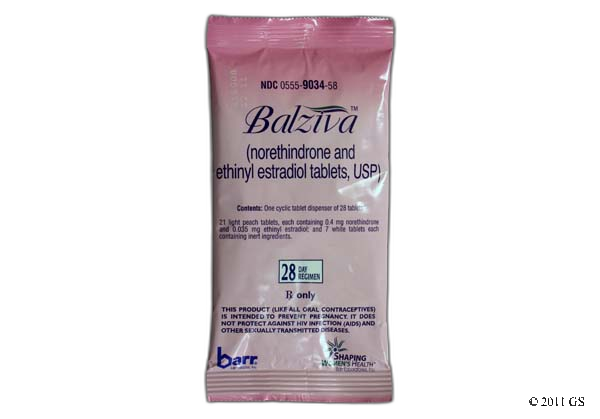 NDC 0555-9034-58
Balziva™
(norethindrone and
ethinyl estradiol tablets, USP)
Contents: One cyclic tablet dispenser of 28 tablets
21 light peach tablets, each containing 0.4 mg norethindrone
and 0.035 mg ethinyl estradiol; and 7 white tablets each
containing inert ingredients.
28 DAY
REGIMEN
℞ only
THIS PRODUCT (LIKE ALL ORAL CONTRACEPTIVES)
IS INTENDED TO PREVENT PREGNANCY. IT DOES
NOT PROTECT AGAINST HIV INFECTION (AIDS) AND
OTHER SEXUALLY TRANSMITTED DISEASES.
barr
SHAPING
WOMEN'S HEALTH
© 2011 GS